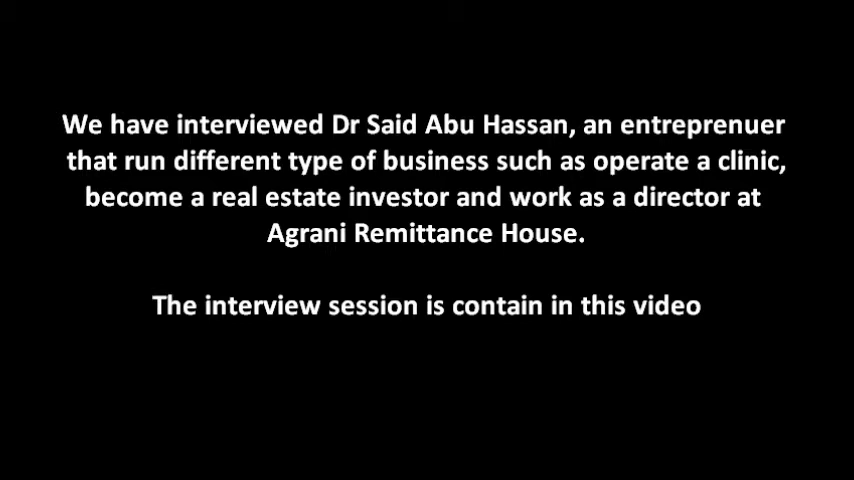 We have interviewed Dr Said Abu Hassan, an entreprenuer
that run different type of business such as operate a clinic,
become a real estate investor and work as a director at
Agrani Remittance House.
The interview session is contain in this video